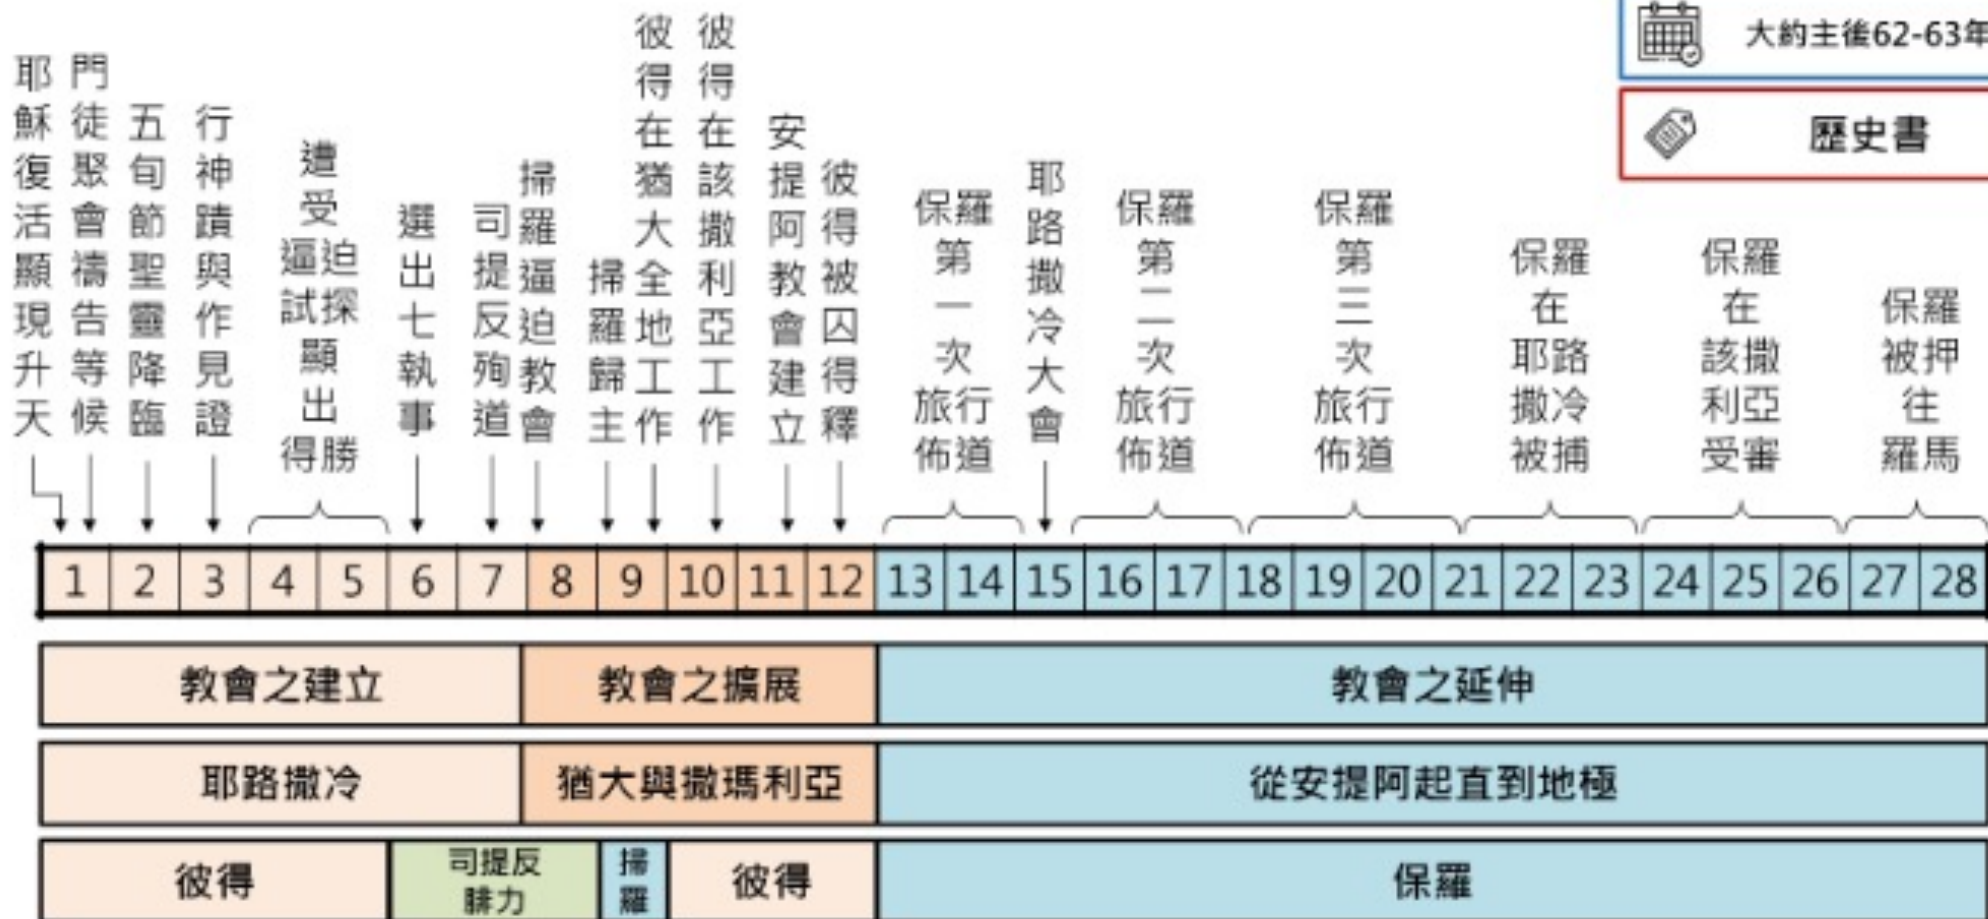 大約主後62-63年
歷史書
耶穌復活顯現升天
門徒聚會禱告等候
五旬節聖靈降臨
行神蹟與作見證
遭受逼迫試探顯出得勝
選出七執事
司提反殉道
掃羅逼迫教會
掃羅歸主
彼得在猶大全地工作
彼得在該撒利亞工作
安提阿教會建立
彼得被囚得釋
保羅第一次旅行佈道
耶路撒冷大會
保羅第二次旅行佈道
保羅第三次旅行佈道
保羅在耶路撒冷被捕
保羅在該撒利亞受審
保羅被押往羅馬
1 2 3 4 5 6 7 8 9 10 11 12 13 14 15 16 17 18 19 20 21 22 23 24 25 26 27 28
教會之建立 教會之擴展 教會之延伸
耶路撒冷 猶大與撒瑪利亞 從安提阿起直到地極
彼得 司提反 腓力 掃羅 彼得 保羅